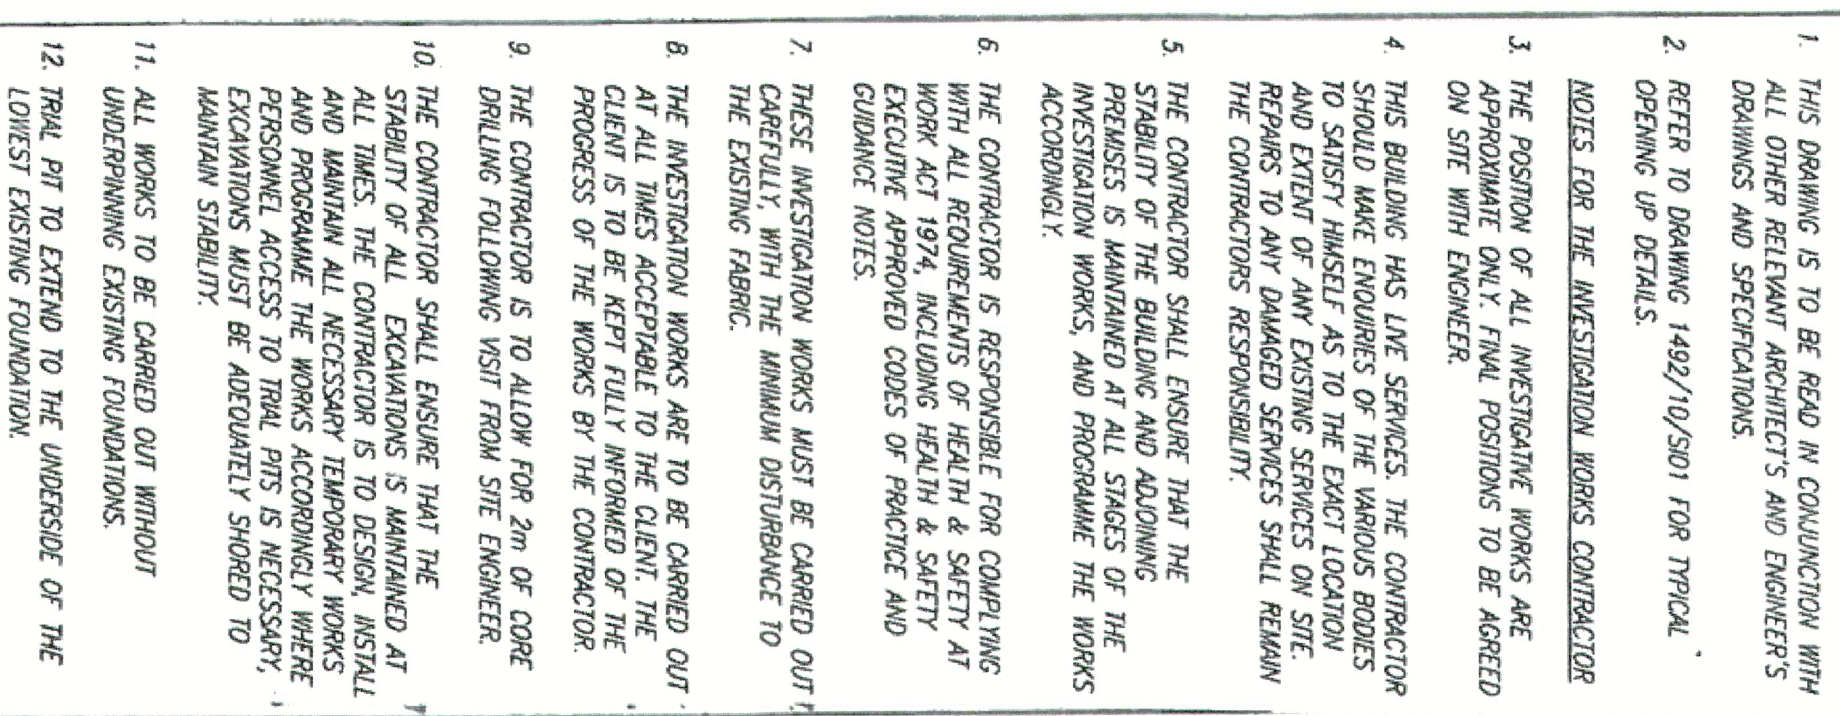 1. THIS DRAWING IS TO BE READ IN CONJUNCTION WITH
ALL OTHER RELEVANT ARCHITECT'S AND ENGINEER'S
DRAWINGS AND SPECIFICATIONS.
2. REFER TO DRAWING 1492/10/SI01 FOR TYPICAL
OPENING UP DETAILS.
NOTES FOR THE INVESTIGATION WORKS CONTRACTOR
3. THE POSITION OF ALL INVESTIGATIVE WORKS ARE
APPROXIMATE ONLY. FINAL POSITIONS TO BE AGREED
ON SITE WITH ENGINEER.
4. THIS BUILDING HAS LIVE SERVICES. THE CONTRACTOR
SHOULD MAKE ENQUIRIES OF THE VARIOUS BODIES
TO SATISFY HIMSELF AS TO THE EXACT LOCATION
AND EXTENT OF ANY EXISTING SERVICES ON SITE.
REPAIRS TO ANY DAMAGED SERVICES SHALL REMAIN
THE CONTRACTORS RESPONSIBILITY.
5. THE CONTRACTOR SHALL ENSURE THAT THE
STABILITY OF THE BUILDING AND ADJOINING
PREMISES IS MAINTAINED AT ALL STAGES OF THE
INVESTIGATION WORKS, AND PROGRAMME THE WORKS
ACCORDINGLY.
6. THE CONTRACTOR IS RESPONSIBLE FOR COMPLYING
WITH ALL REQUIREMENTS OF HEALTH & SAFETY AT
WORK ACT 1974, INCLUDING HEALTH & SAFETY
EXECUTIVE APPROVED CODES OF PRACTICE AND
GUIDANCE NOTES.
7. THESE INVESTIGATION WORKS MUST BE CARRIED OUT
CAREFULLY, WITH THE MINIMUM DISTURBANCE TO
THE EXISTING FABRIC.
8. THE INVESTIGATION WORKS ARE TO BE CARRIED OUT
AT ALL TIMES ACCEPTABLE TO THE CLIENT. THE
CLIENT IS TO BE KEPT FULLY INFORMED OF THE
PROGRESS OF THE WORKS BY THE CONTRACTOR.
9. THE CONTRACTOR IS TO ALLOW FOR 2m OF CORE
DRILLING FOLLOWING VISIT FROM SITE ENGINEER.
10. THE CONTRACTOR SHALL ENSURE THAT THE
STABILITY OF ALL EXCAVATIONS IS MAINTAINED AT
ALL TIMES. THE CONTRACTOR IS TO DESIGN, INSTALL
AND MAINTAIN ALL NECESSARY TEMPORARY WORKS
AND PROGRAMME THE WORKS ACCORDINGLY WHERE
PERSONNEL ACCESS TO TRIAL PITS IS NECESSARY,
EXCAVATIONS MUST BE ADEQUATELY SHORED TO
MAINTAIN STABILITY.
11. ALL WORKS TO BE CARRIED OUT WITHOUT
UNDERPINNING EXISTING FOUNDATIONS.
12. TRIAL PIT TO EXTEND TO THE UNDERSIDE OF THE
LOWEST EXISTING FOUNDATION.